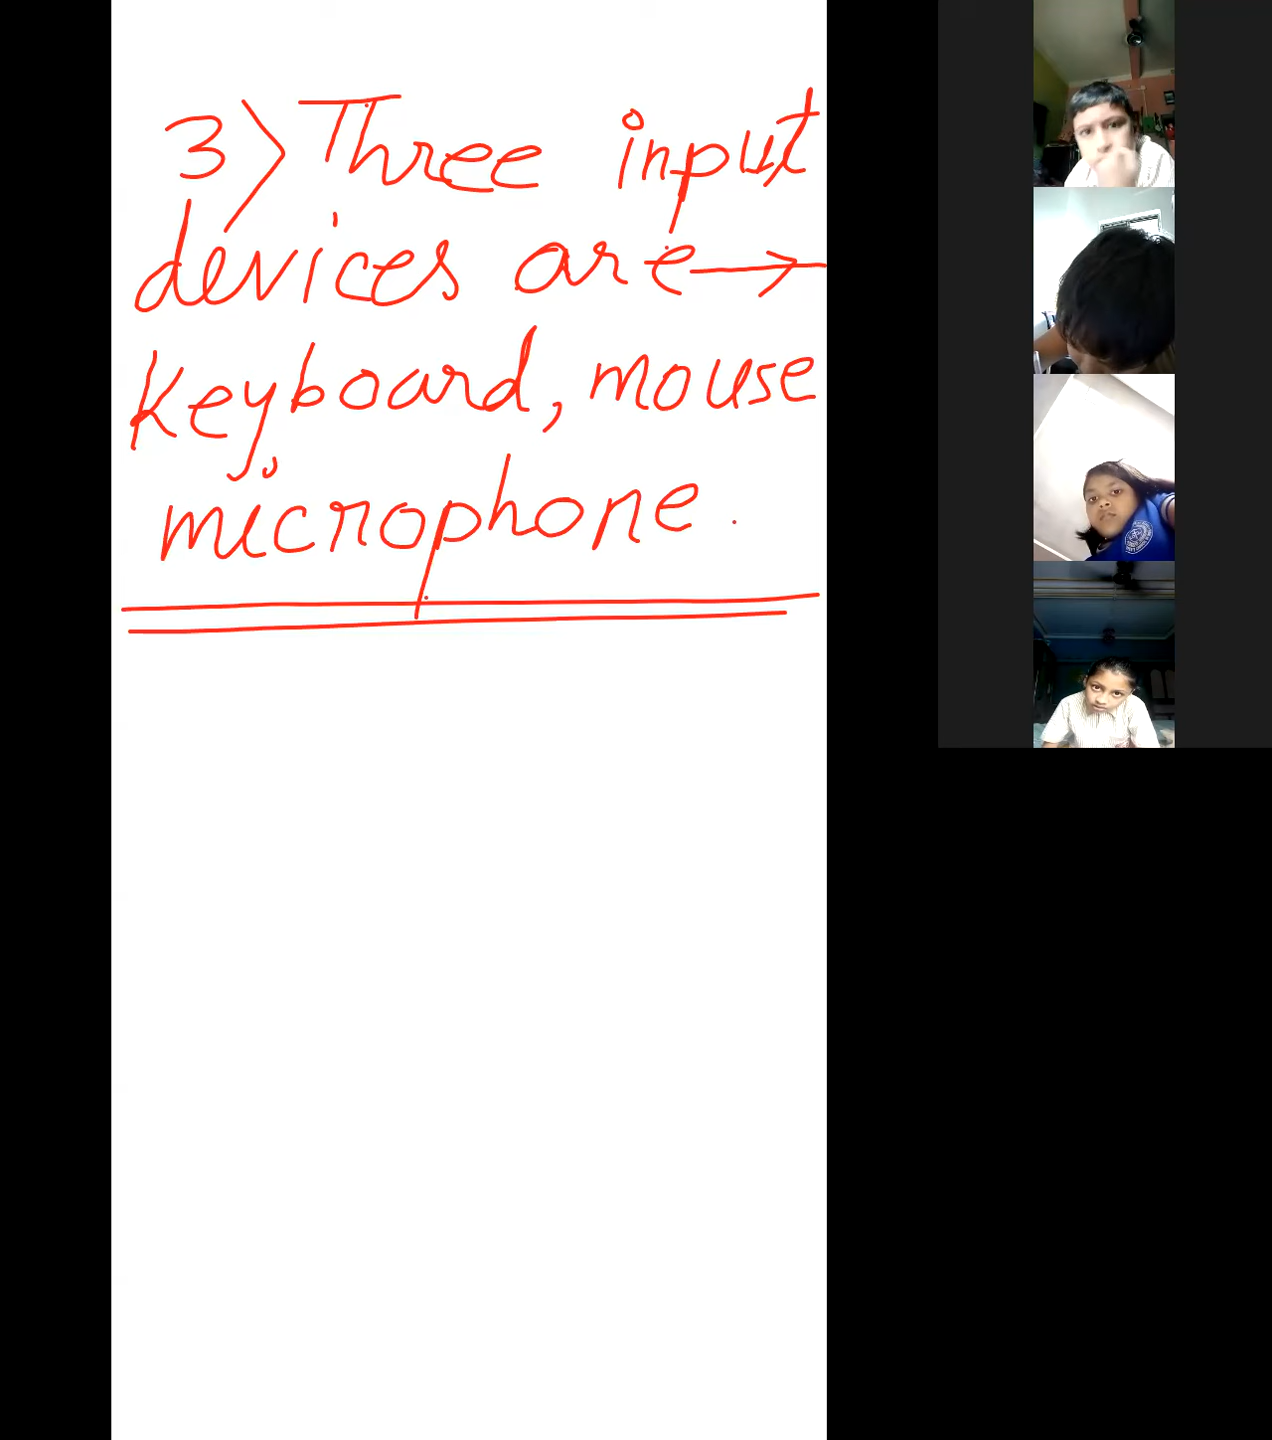 3> Three input
devices are →
keyboard, mouse
microphone.